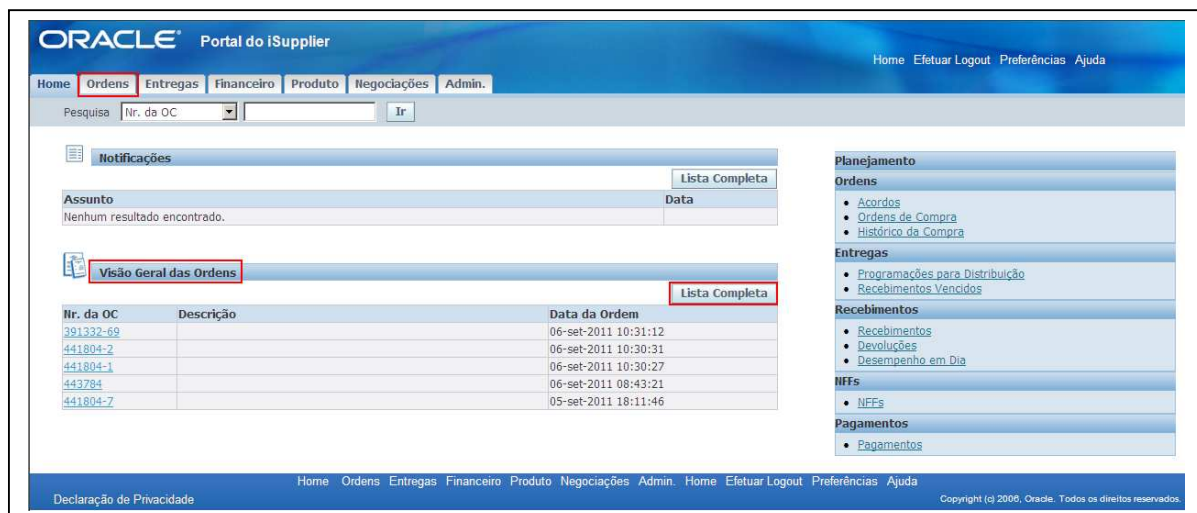 ORACLE® Portal do iSupplier
Home Efetuar Logout Preferências Ajuda
Home Ordens Entregas Financeiro Produto Negociações Admin.
Pesquisa Nr. da OC Ir
Notificações
Lista Completa
Assunto Data
Nenhum resultado encontrado.
Visão Geral das Ordens
Lista Completa
Nr. da OC Descrição Data da Ordem
391332-69 06-set-2011 10:31:12
441804-2 06-set-2011 10:30:31
441804-1 06-set-2011 10:30:27
443784 06-set-2011 08:43:21
441804-7 05-set-2011 18:11:46
Planejamento
Ordens
Acordos
Ordens de Compra
Histórico da Compra
Entregas
Programações para Distribuição
Recebimentos Vencidos
Recebimentos
Recebimentos
Devoluções
Desempenho em Dia
NFFs
NFFs
Pagamentos
Pagamentos
Home Ordens Entregas Financeiro Produto Negociações Admin. Home Efetuar Logout Preferências Ajuda
Declaração de Privacidade
Copyright (c) 2006, Oracle. Todos os direitos reservados.